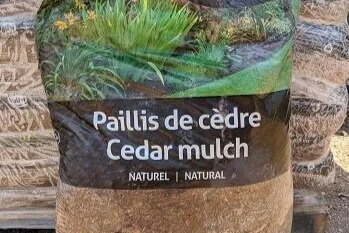 Paillis de cèdre
Cedar mulch
NATUREL | NATURAL